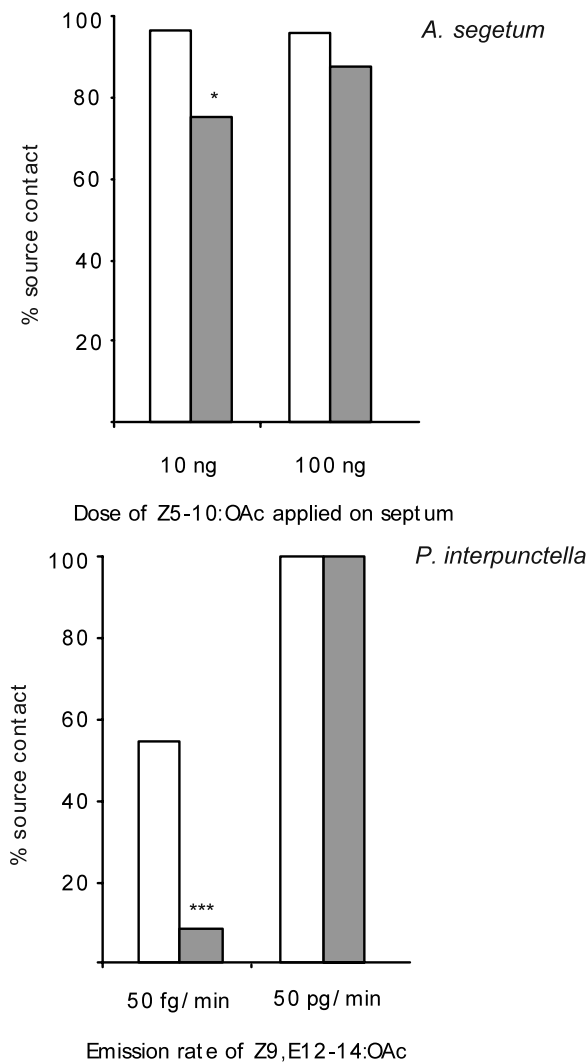 A. segetum
100
80
60
40
20
% source contact
*
10 ng
100 ng
Dose of Z5-10:OAc applied on septum
P. interpunctella
100
80
60
40
20
% source contact
***
50 fg/min
50 pg/min
Emission rate of Z9,E12-14:OAc